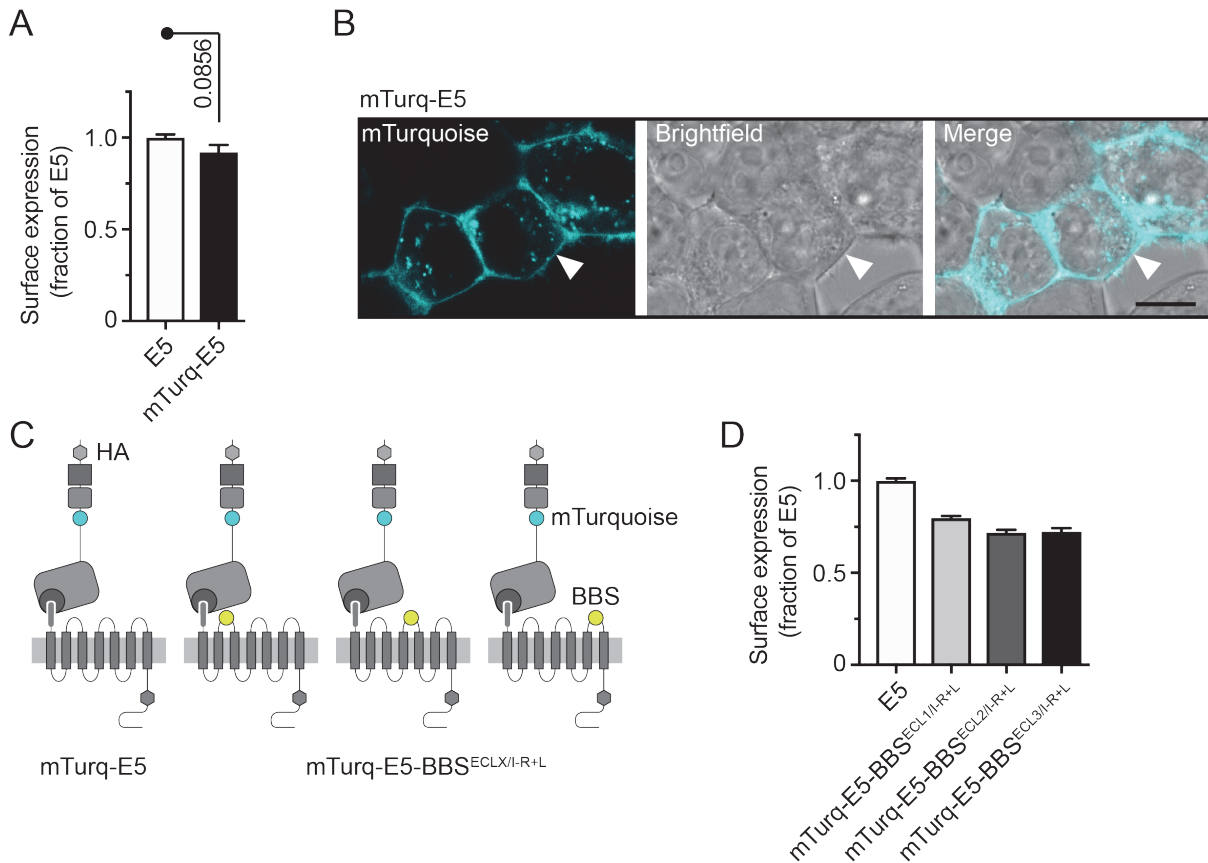 A
0.0856
Surface expression
(fraction of E5)
1.0
0.5
0
E5
mTurq-E5
B
mTurq-E5
mTurquoise
Brightfield
Merge
C
HA
mTurquoise
BBS
mTurq-E5
mTurq-E5-BBS^ECLX/I-R+L
D
Surface expression
(fraction of E5)
1.0
0.5
0
E5
mTurq-E5-BBS^ECL1/I-R+L
mTurq-E5-BBS^ECL2/I-R+L
mTurq-E5-BBS^ECL3/I-R+L